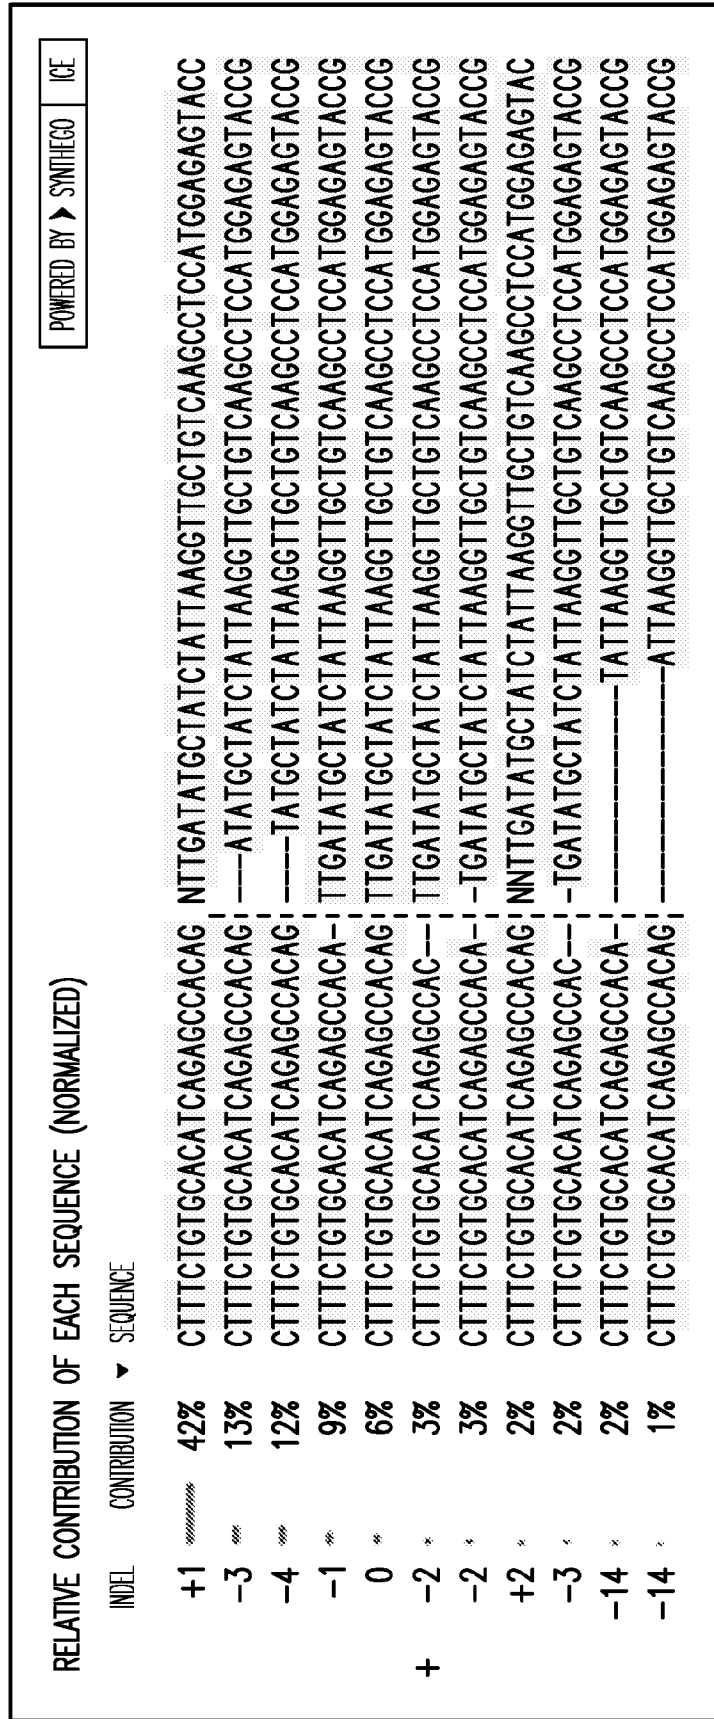 RELATIVE CONTRIBUTION OF EACH SEQUENCE (NORMALIZED)
POWERED BY SYNTHEGO ICE
INDEL CONTRIBUTION ▼ SEQUENCE
+1 42% CTTTCTGTGCACATCAGAGCCACAG NTTGATATGCTATCTATTAAGGTTGCTGTCAAGCCTCCATGGAGAGTACC
-3 13% CTTTCTGTGCACATCAGAGCCACAG ---ATATGCTATCTATTAAGGTTGCTGTCAAGCCTCCATGGAGAGTACCG
-4 12% CTTTCTGTGCACATCAGAGCCACAG ----TATGCTATCTATTAAGGTTGCTGTCAAGCCTCCATGGAGAGTACCG
-1 9% CTTTCTGTGCACATCAGAGCCACA- TTGATATGCTATCTATTAAGGTTGCTGTCAAGCCTCCATGGAGAGTACCG
0 6% CTTTCTGTGCACATCAGAGCCACAG TTGATATGCTATCTATTAAGGTTGCTGTCAAGCCTCCATGGAGAGTACCG
+ -2 3% CTTTCTGTGCACATCAGAGCCAC-- TTGATATGCTATCTATTAAGGTTGCTGTCAAGCCTCCATGGAGAGTACCG
-2 3% CTTTCTGTGCACATCAGAGCCACA- -TGATATGCTATCTATTAAGGTTGCTGTCAAGCCTCCATGGAGAGTACCG
+2 2% CTTTCTGTGCACATCAGAGCCACAG NNTTGATATGCTATCTATTAAGGTTGCTGTCAAGCCTCCATGGAGAGTAC
-3 2% CTTTCTGTGCACATCAGAGCCAC-- -TGATATGCTATCTATTAAGGTTGCTGTCAAGCCTCCATGGAGAGTACCG
-14 2% CTTTCTGTGCACATCAGAGCCACA- -------------TATTAAGGTTGCTGTCAAGCCTCCATGGAGAGTACCG
-14 1% CTTTCTGTGCACATCAGAGCCACAG --------------ATTAAGGTTGCTGTCAAGCCTCCATGGAGAGTACCG